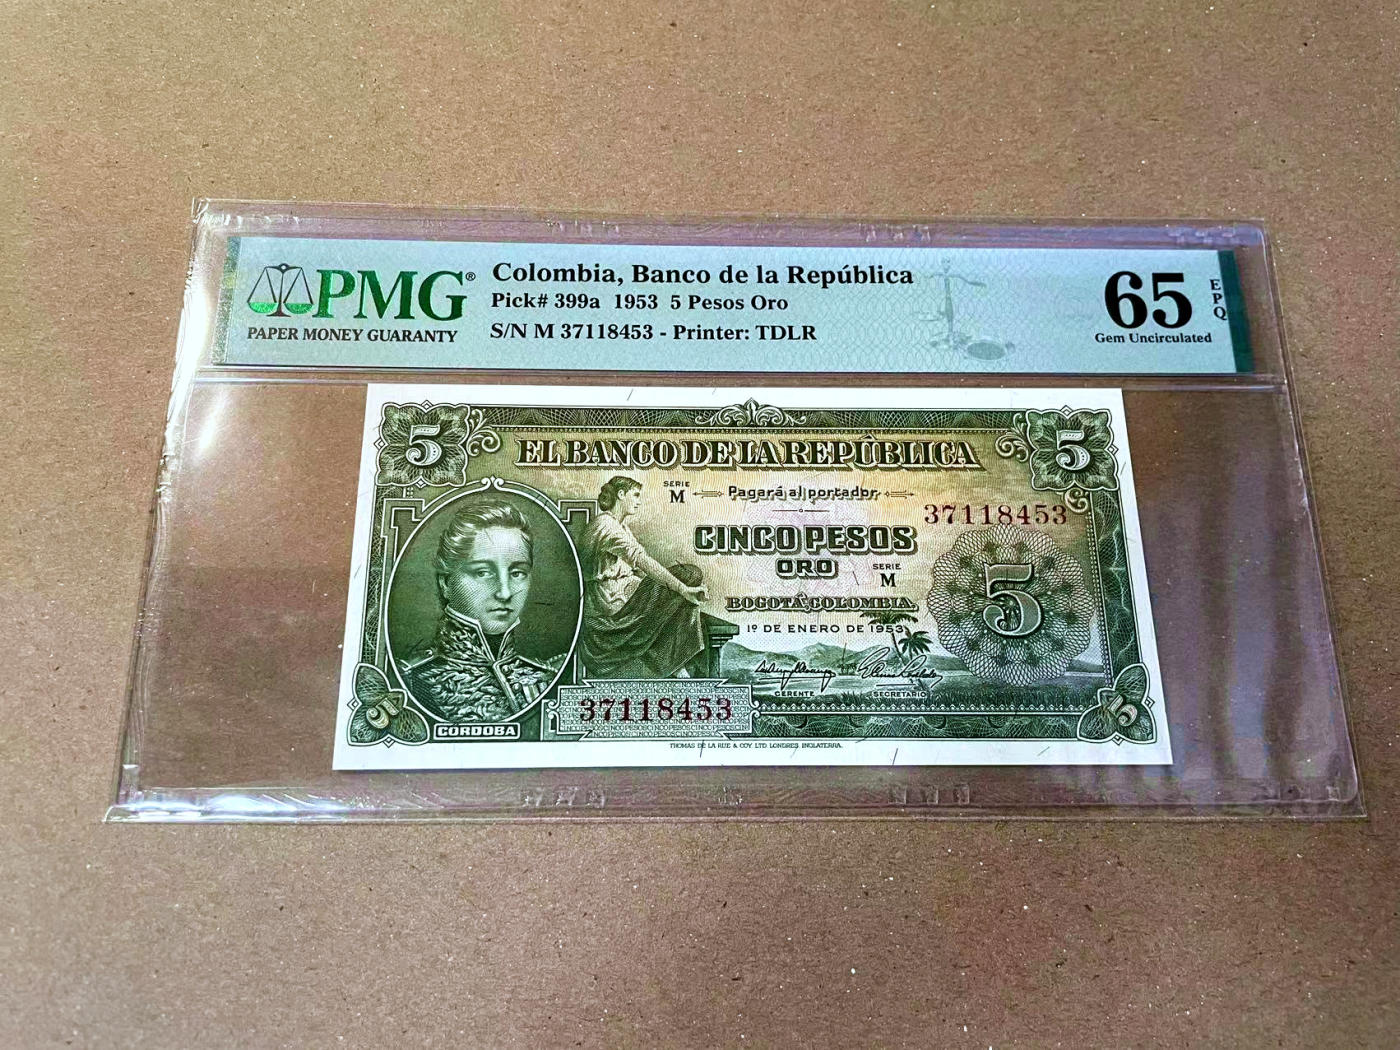 PMG®
PAPER MONEY GUARANTY
Colombia, Banco de la República
Pick# 399a 1953 5 Pesos Oro
S/N M 37118453 - Printer: TDLR
65
EPQ
Gem Uncirculated
5
5
EL BANCO DE LA REPÚBLICA
SERIE
M
Pagará al portador
37118453
CINCO PESOS
ORO
SERIE
M
5
BOGOTÁ, COLOMBIA.
1º DE ENERO DE 1953
GERENTE
SECRETARIO
37118453
5
5
CORDOBA
THOMAS DE LA RUE & COY. LTD. LONDRES, INGLATERRA.